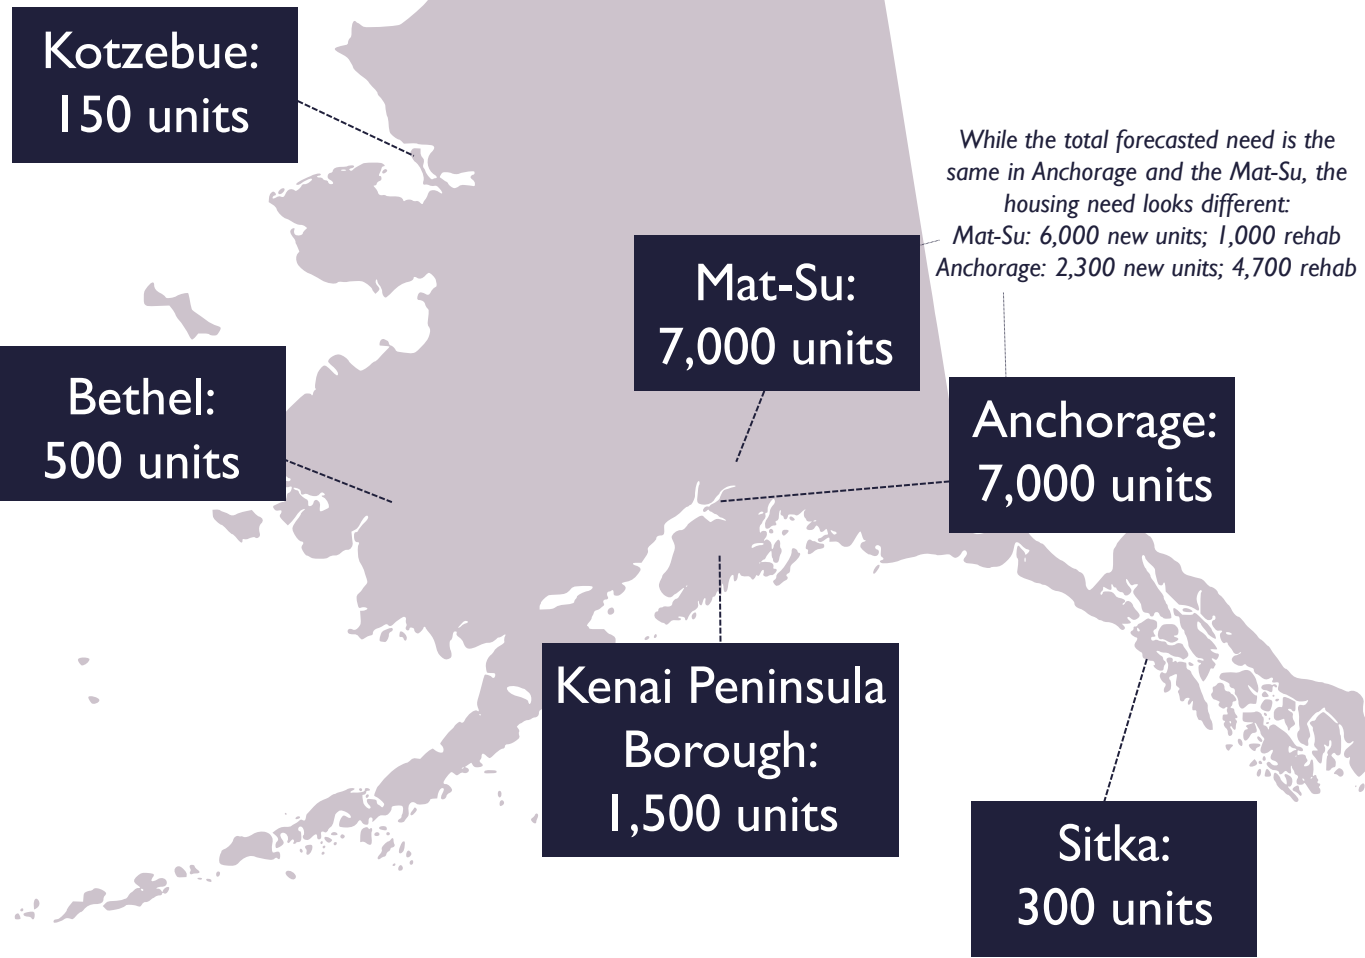 Kotzebue:
150 units
While the total forecasted need is the
same in Anchorage and the Mat-Su, the
housing need looks different:
Mat-Su: 6,000 new units; 1,000 rehab
Anchorage: 2,300 new units; 4,700 rehab
Mat-Su:
7,000 units
Bethel:
500 units
Anchorage:
7,000 units
Kenai Peninsula
Borough:
1,500 units
Sitka:
300 units